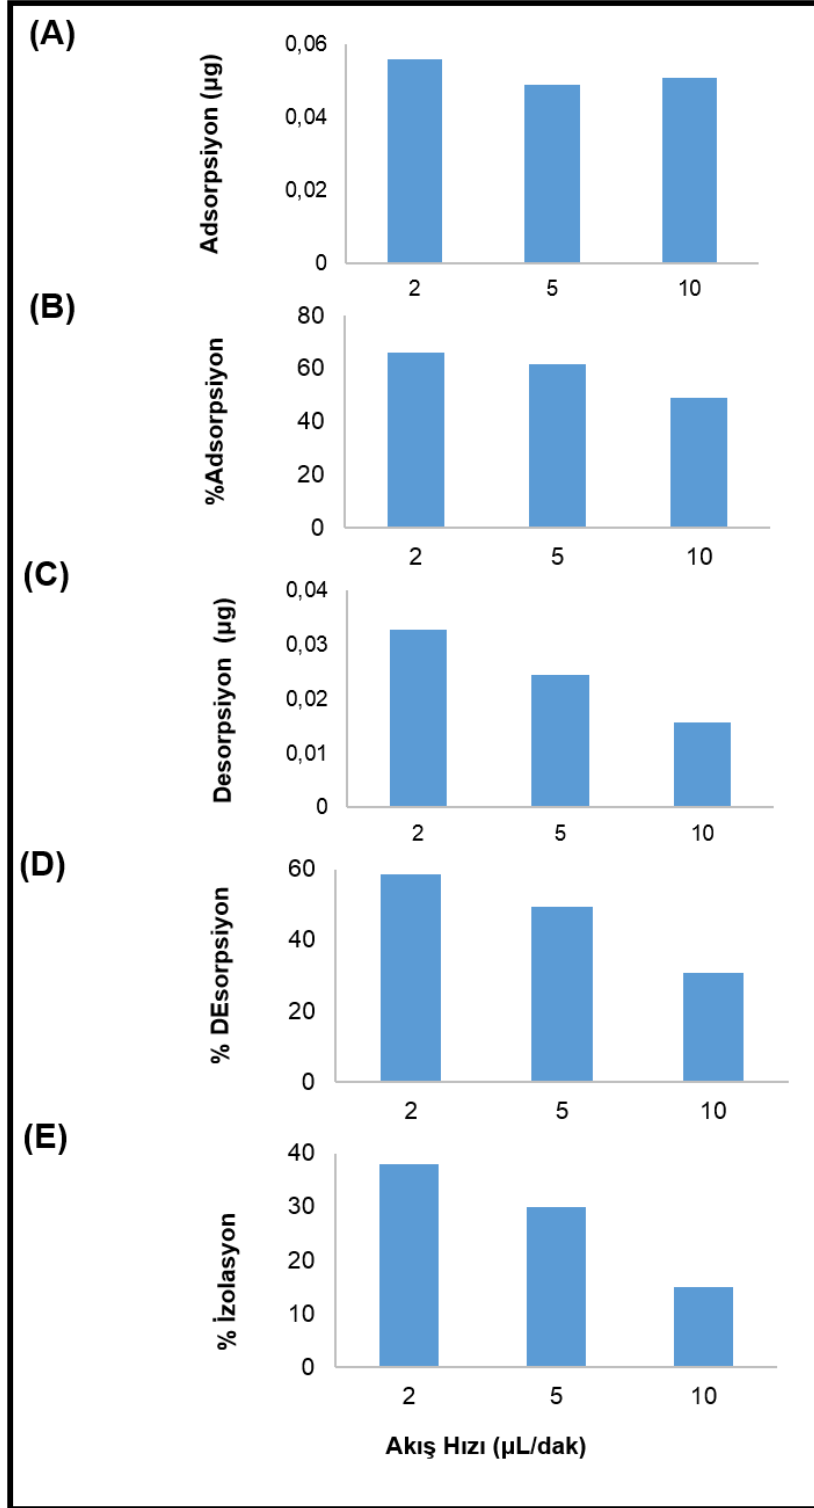 (A)
Adsorpsiyon (µg)
0,06
0,04
0,02
0
2 5 10
(B)
%Adsorpsiyon
80
60
40
20
0
2 5 10
(C)
Desorpsiyon (µg)
0,04
0,03
0,02
0,01
0
2 5 10
(D)
% DEsorpsiyon
60
40
20
0
2 5 10
(E)
% İzolasyon
40
30
20
10
0
2 5 10
Akış Hızı (µL/dak)